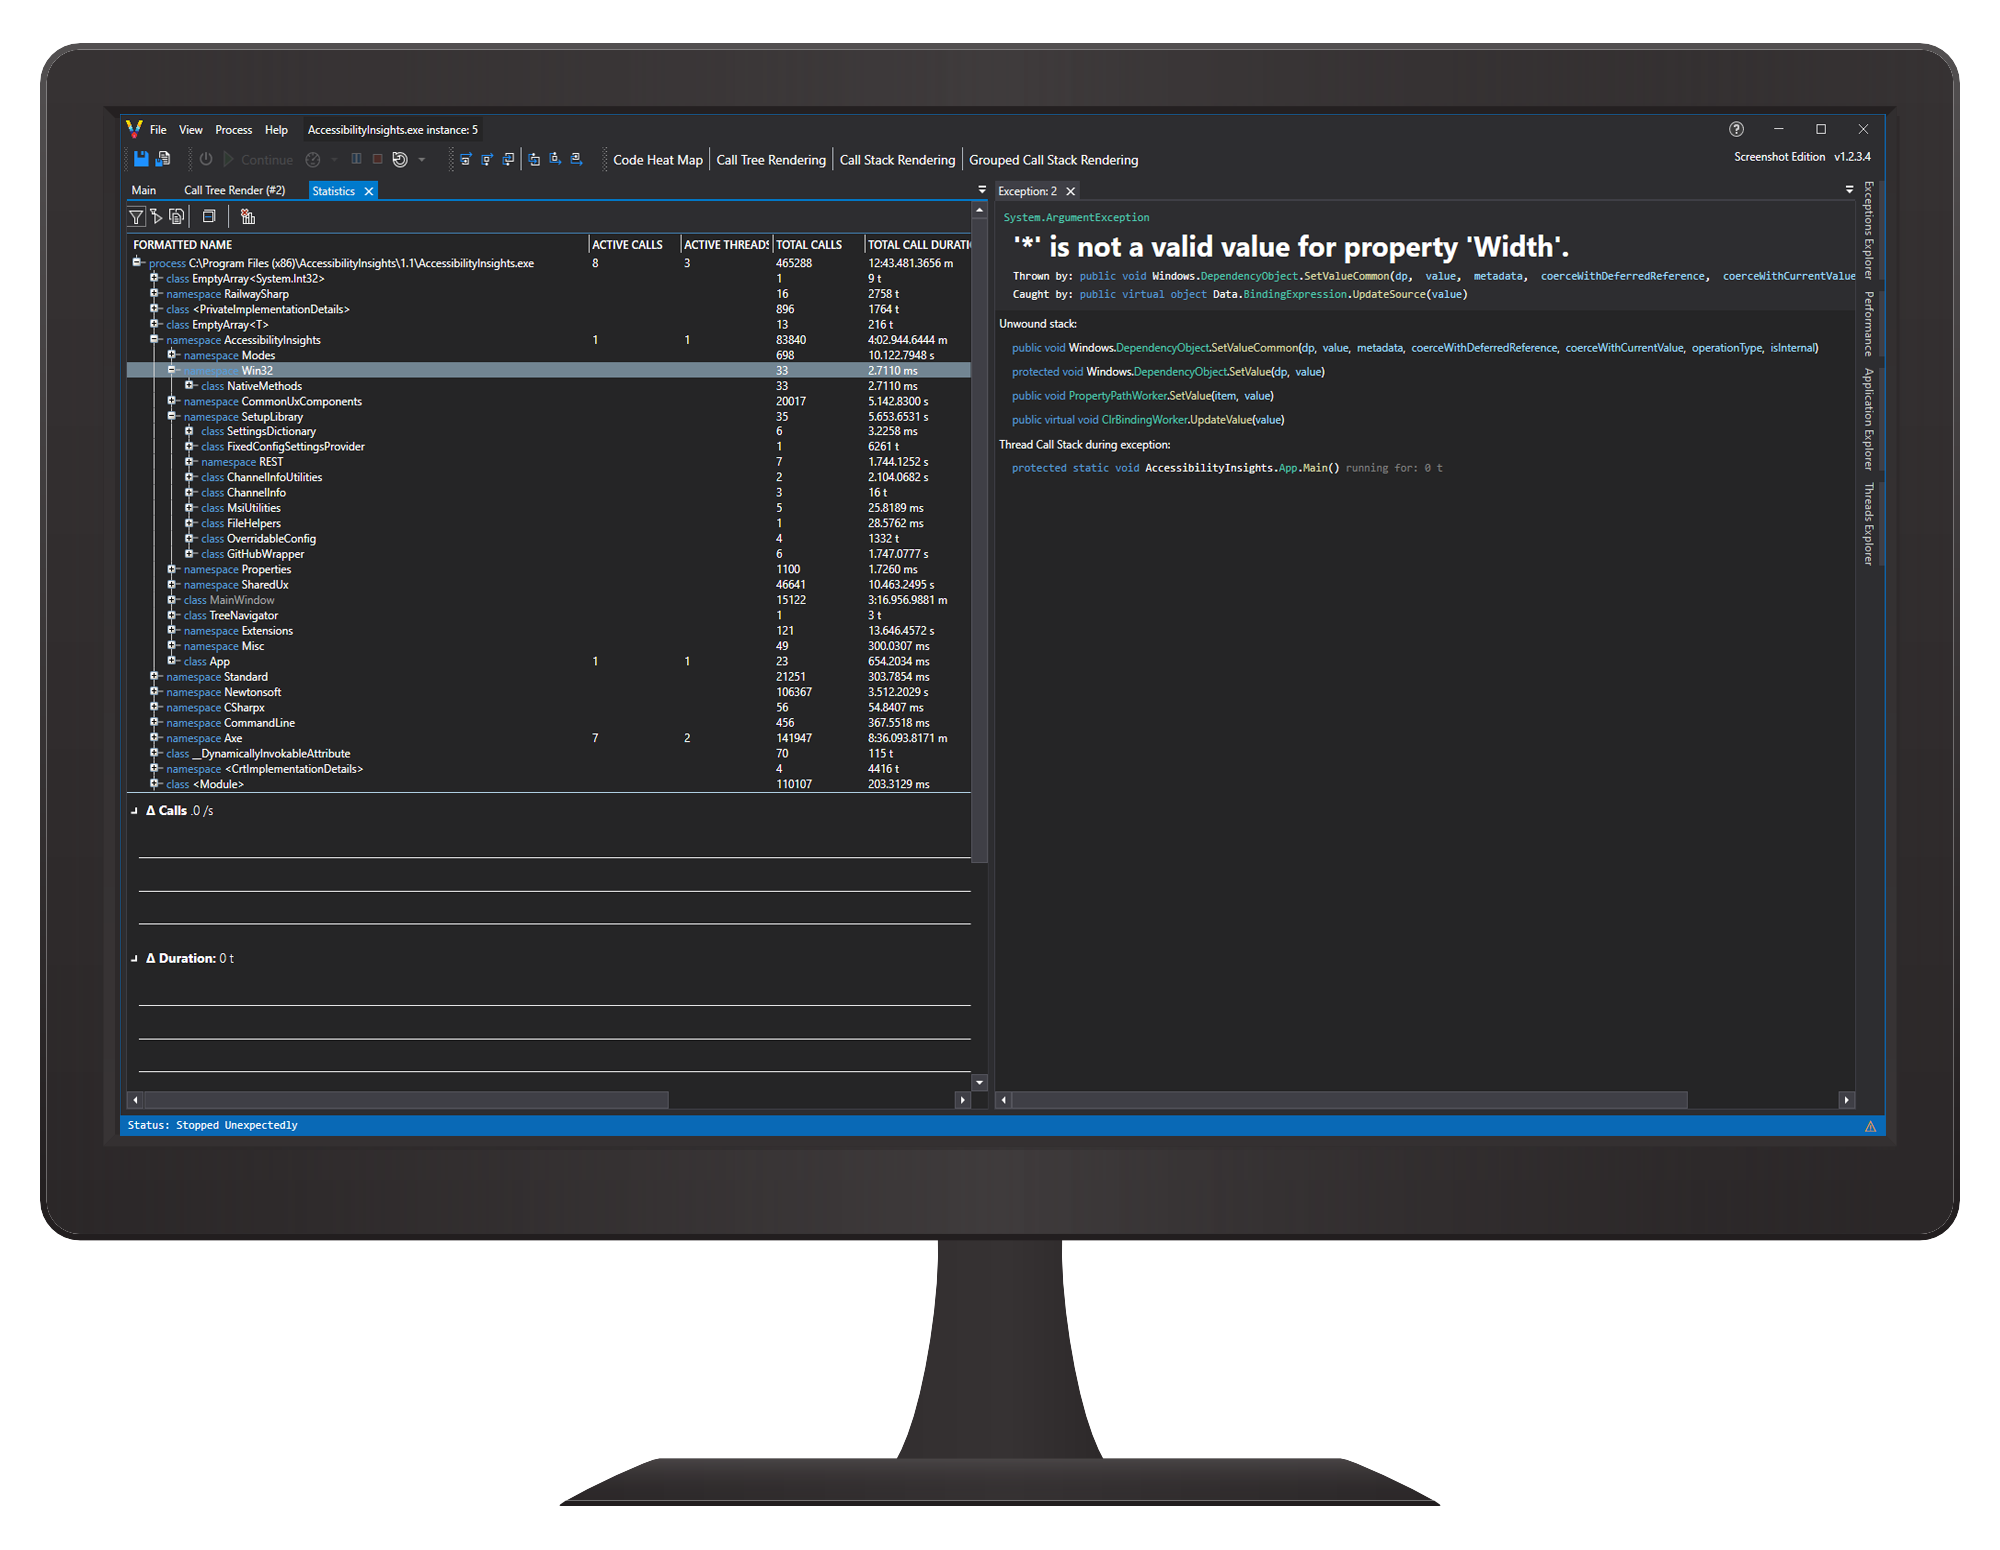 File View Process Help AccessibilityInsights.exe instance: 5
Continue Code Heat Map Call Tree Rendering Call Stack Rendering Grouped Call Stack Rendering Screenshot Edition v1.2.3.4
Main Call Tree Render (#2) Statistics
FORMATTED NAME ACTIVE CALLS ACTIVE THREADS TOTAL CALLS TOTAL CALL DURATI
process C:\Program Files (x86)\AccessibilityInsights\1.1\AccessibilityInsights.exe 8 3 465288 12:43.481.3656 m
class EmptyArray<System.Int32> 1 9 t
namespace RailwaySharp 16 2758 t
class <PrivateImplementationDetails> 896 1764 t
class EmptyArray<T> 13 216 t
namespace AccessibilityInsights 1 1 83840 4:02.944.6444 m
namespace Modes 698 10.122.7948 s
namespace Win32 33 2.7110 ms
class NativeMethods 33 2.7110 ms
namespace CommonUxComponents 20017 5.142.8300 s
namespace SetupLibrary 35 5.653.6531 s
class SettingsDictionary 6 3.2258 ms
class FixedConfigSettingsProvider 1 6261 t
namespace REST 7 1.744.1252 s
class ChannelInfoUtilities 2 2.104.0682 s
class ChannelInfo 3 16 t
class MsiUtilities 5 25.8189 ms
class FileHelpers 1 28.5762 ms
class OverridableConfig 4 1332 t
class GitHubWrapper 6 1.747.0777 s
namespace Properties 1100 1.7260 ms
namespace SharedUx 46641 10.463.2495 s
class MainWindow 15122 3:16.956.9881 m
class TreeNavigator 1 3 t
namespace Extensions 121 13.646.4572 s
namespace Misc 49 300.0307 ms
class App 1 1 23 654.2034 ms
namespace Standard 21251 303.7854 ms
namespace Newtonsoft 106367 3.512.2029 s
namespace CSharpx 56 54.8407 ms
namespace CommandLine 456 367.5518 ms
namespace Axe 7 2 141947 8:36.093.8171 m
class __DynamicallyInvokableAttribute 70 115 t
namespace <CrtImplementationDetails> 4 4416 t
class <Module> 110107 203.3129 ms
Δ Calls .0 /s
Δ Duration: 0 t
Exception: 2
System.ArgumentException
'*' is not a valid value for property 'Width'.
Thrown by: public void Windows.DependencyObject.SetValueCommon(dp, value, metadata, coerceWithDeferredReference, coerceWithCurrentValue
Caught by: public virtual object Data.BindingExpression.UpdateSource(value)
Unwound stack:
public void Windows.DependencyObject.SetValueCommon(dp, value, metadata, coerceWithDeferredReference, coerceWithCurrentValue, operationType, isInternal)
protected void Windows.DependencyObject.SetValue(dp, value)
public void PropertyPathWorker.SetValue(item, value)
public virtual void ClrBindingWorker.UpdateValue(value)
Thread Call Stack during exception:
protected static void AccessibilityInsights.App.Main() running for: 0 t
Exceptions Explorer
Performance
Application Explorer
Threads Explorer
Status: Stopped Unexpectedly